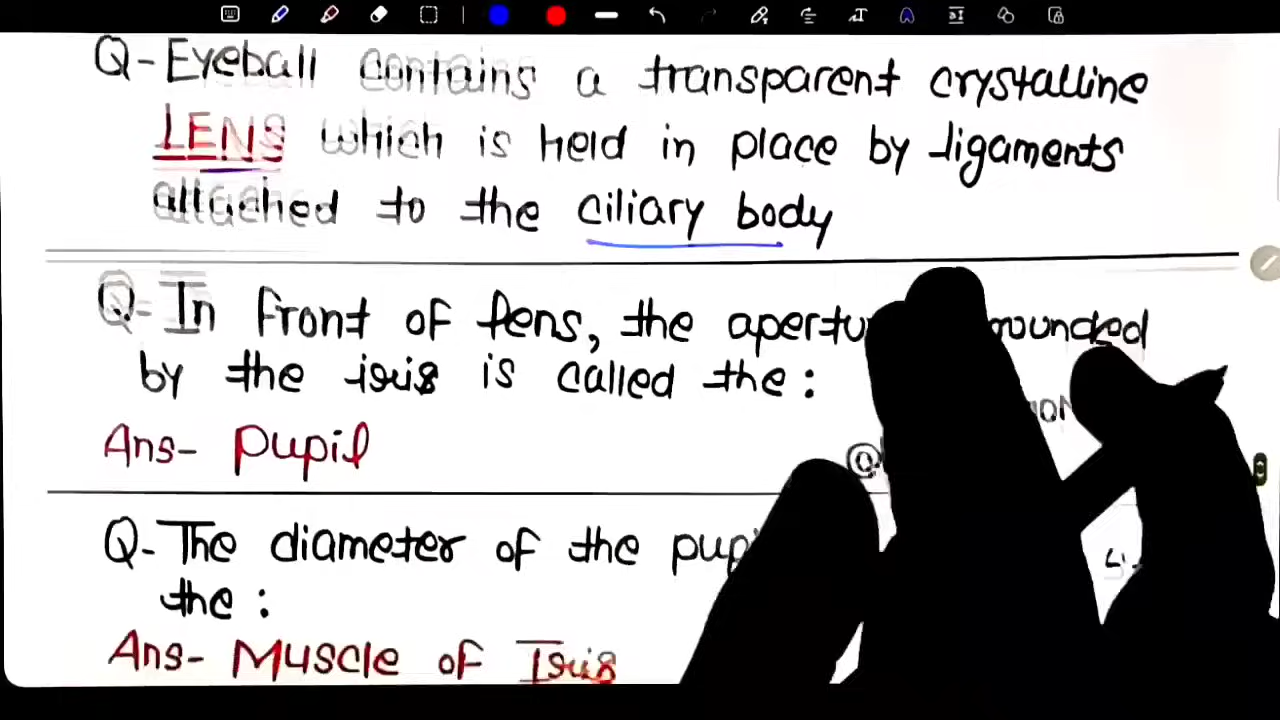 Q- Eyeball contains a transparent crystalline
LENS which is held in place by ligaments
attached to the ciliary body
Q- In front of lens, the
by the iris is called the :
Ans- Pupil
Q- The diameter of the
the :
Ans- Muscle of Iris